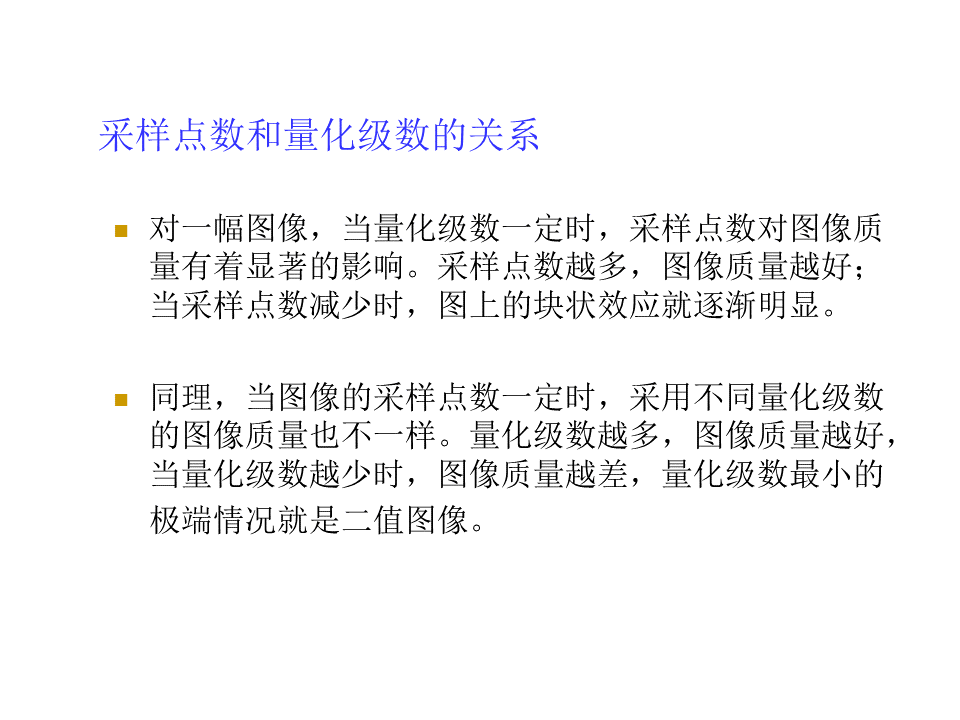 采样点数和量化级数的关系
对一幅图像，当量化级数一定时，采样点数对图像质
量有着显著的影响。采样点数越多，图像质量越好；
当采样点数减少时，图上的块状效应就逐渐明显。
同理，当图像的采样点数一定时，采用不同量化级数
的图像质量也不一样。量化级数越多，图像质量越好，
当量化级数越少时，图像质量越差，量化级数最小的
极端情况就是二值图像。